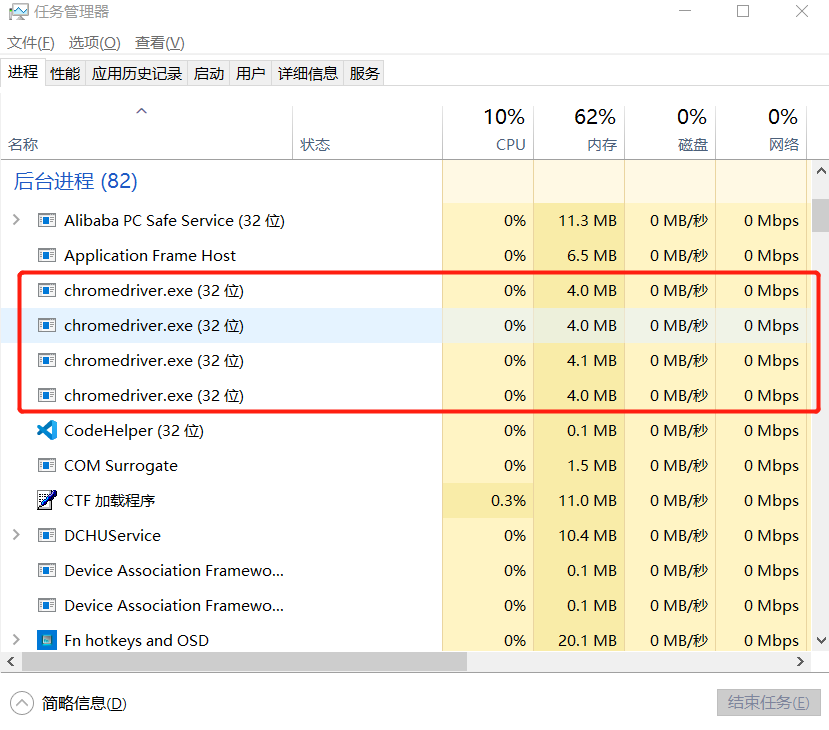 任务管理器
文件(F) 选项(O) 查看(V)
进程 性能 应用历史记录 启动 用户 详细信息 服务
10% 62% 0% 0%
名称 状态 CPU 内存 磁盘 网络
后台进程 (82)
Alibaba PC Safe Service (32 位) 0% 11.3 MB 0 MB/秒 0 Mbps
Application Frame Host 0% 6.5 MB 0 MB/秒 0 Mbps
chromedriver.exe (32 位) 0% 4.0 MB 0 MB/秒 0 Mbps
chromedriver.exe (32 位) 0% 4.0 MB 0 MB/秒 0 Mbps
chromedriver.exe (32 位) 0% 4.1 MB 0 MB/秒 0 Mbps
chromedriver.exe (32 位) 0% 4.0 MB 0 MB/秒 0 Mbps
CodeHelper (32 位) 0% 0.1 MB 0 MB/秒 0 Mbps
COM Surrogate 0% 1.5 MB 0 MB/秒 0 Mbps
CTF 加载程序 0.3% 11.0 MB 0 MB/秒 0 Mbps
DCHUService 0% 10.4 MB 0 MB/秒 0 Mbps
Device Association Framewo... 0% 0.1 MB 0 MB/秒 0 Mbps
Device Association Framewo... 0% 0.1 MB 0 MB/秒 0 Mbps
Fn hotkeys and OSD 0% 20.1 MB 0 MB/秒 0 Mbps
简略信息(D) 结束任务(E)